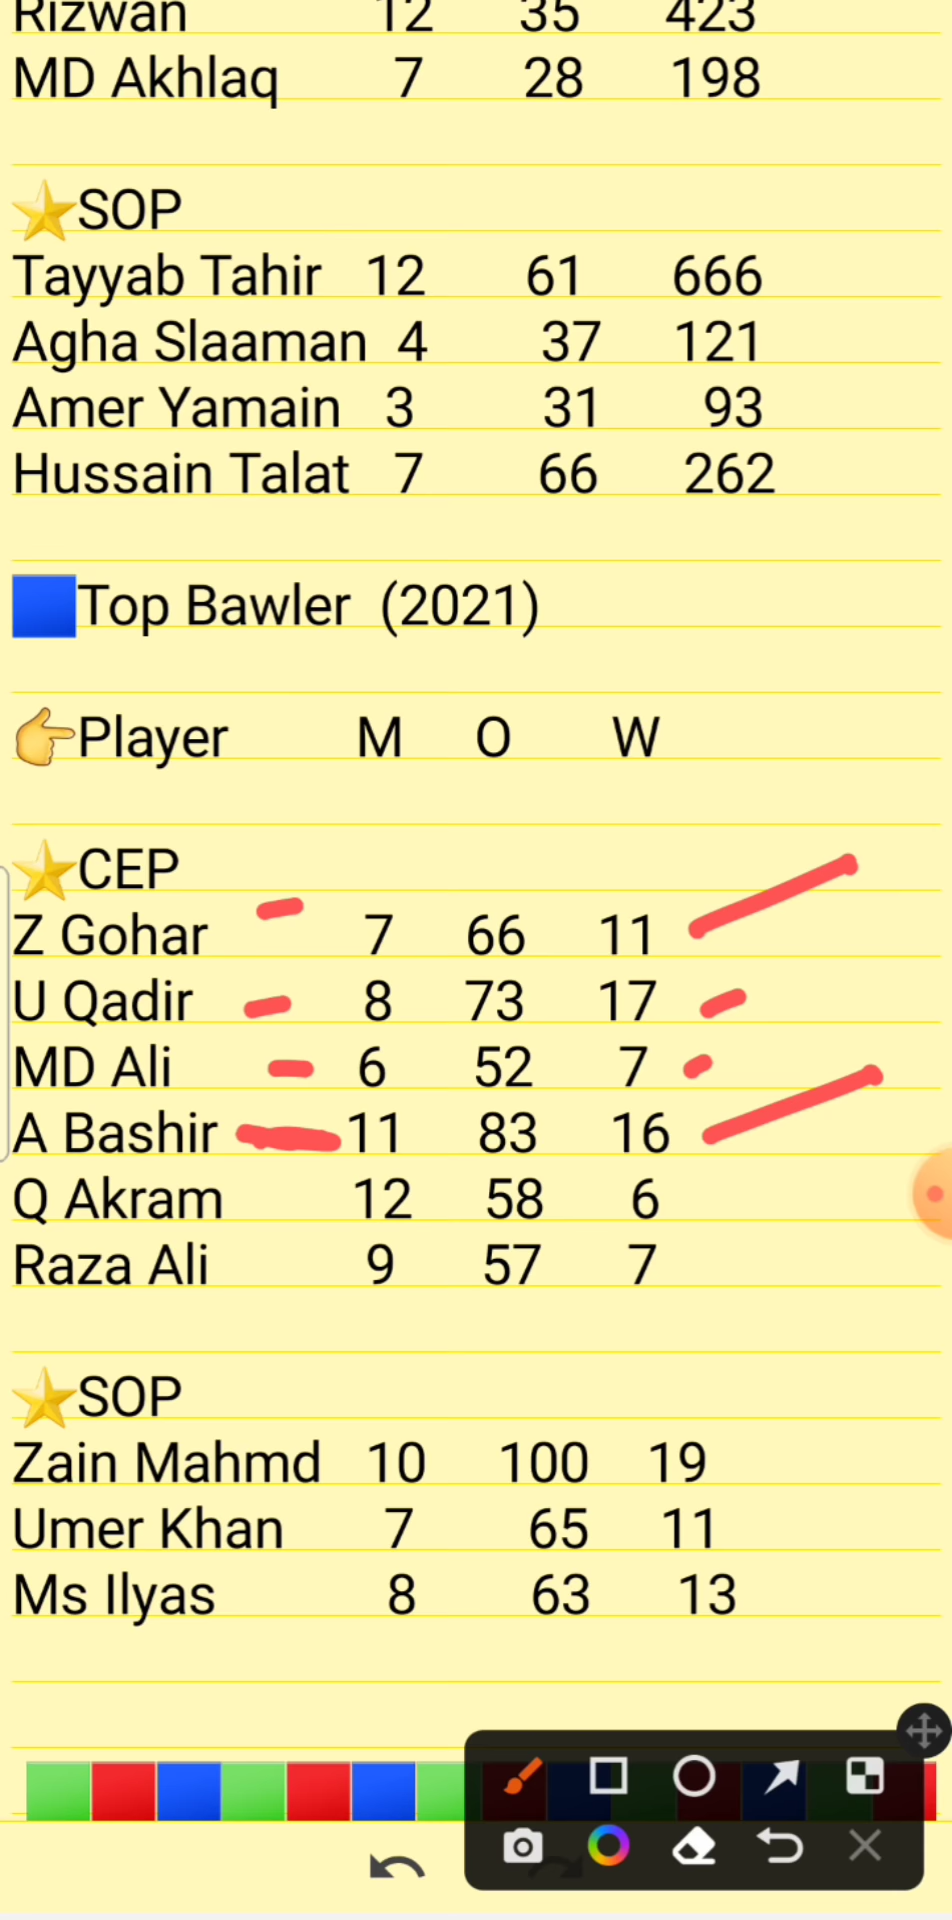 Rizwan 12 35 423
MD Akhlaq 7 28 198
⭐SOP
Tayyab Tahir 12 61 666
Agha Slaaman 4 37 121
Amer Yamain 3 31 93
Hussain Talat 7 66 262
🟦Top Bawler (2021)
👉Player M O W
⭐CEP
Z Gohar 7 66 11
U Qadir 8 73 17
MD Ali 6 52 7
A Bashir 11 83 16
Q Akram 12 58 6
Raza Ali 9 57 7
⭐SOP
Zain Mahmd 10 100 19
Umer Khan 7 65 11
Ms Ilyas 8 63 13